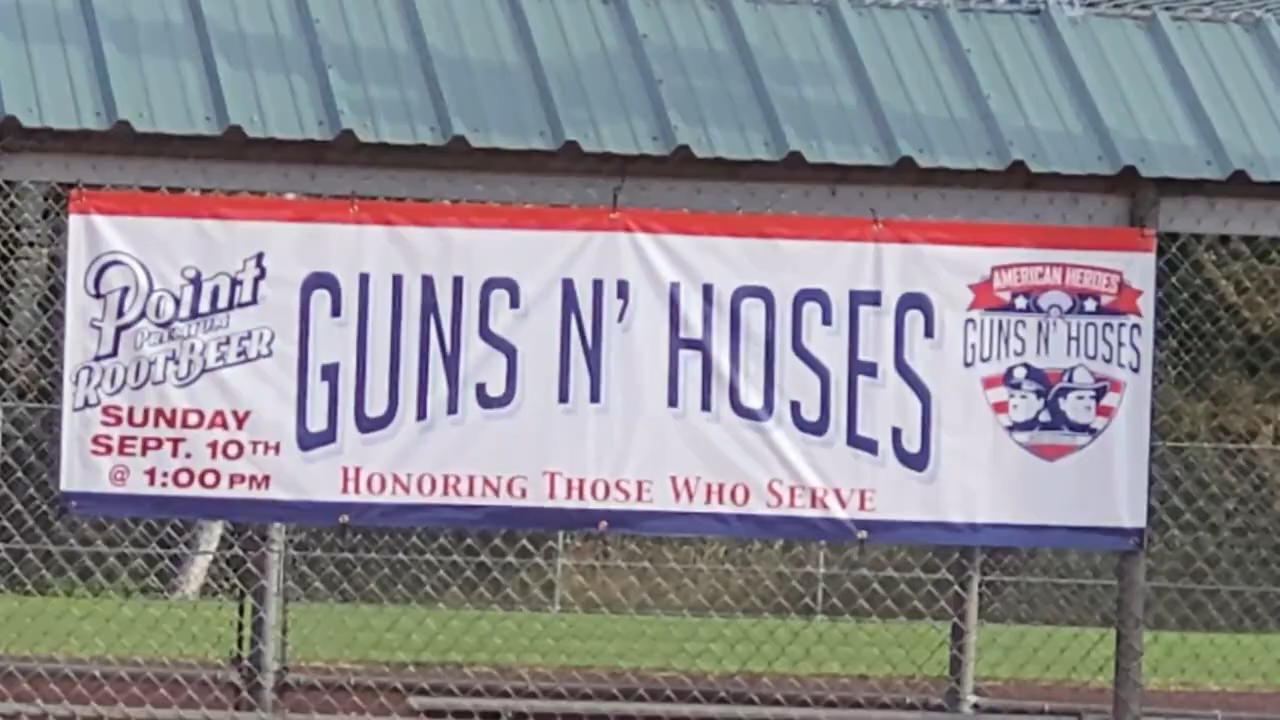 Point
PREMIUM
ROOT BEER
SUNDAY
SEPT. 10TH
@ 1:00 PM
GUNS N' HOSES
HONORING THOSE WHO SERVE
AMERICAN HEROES
GUNS N' HOSES